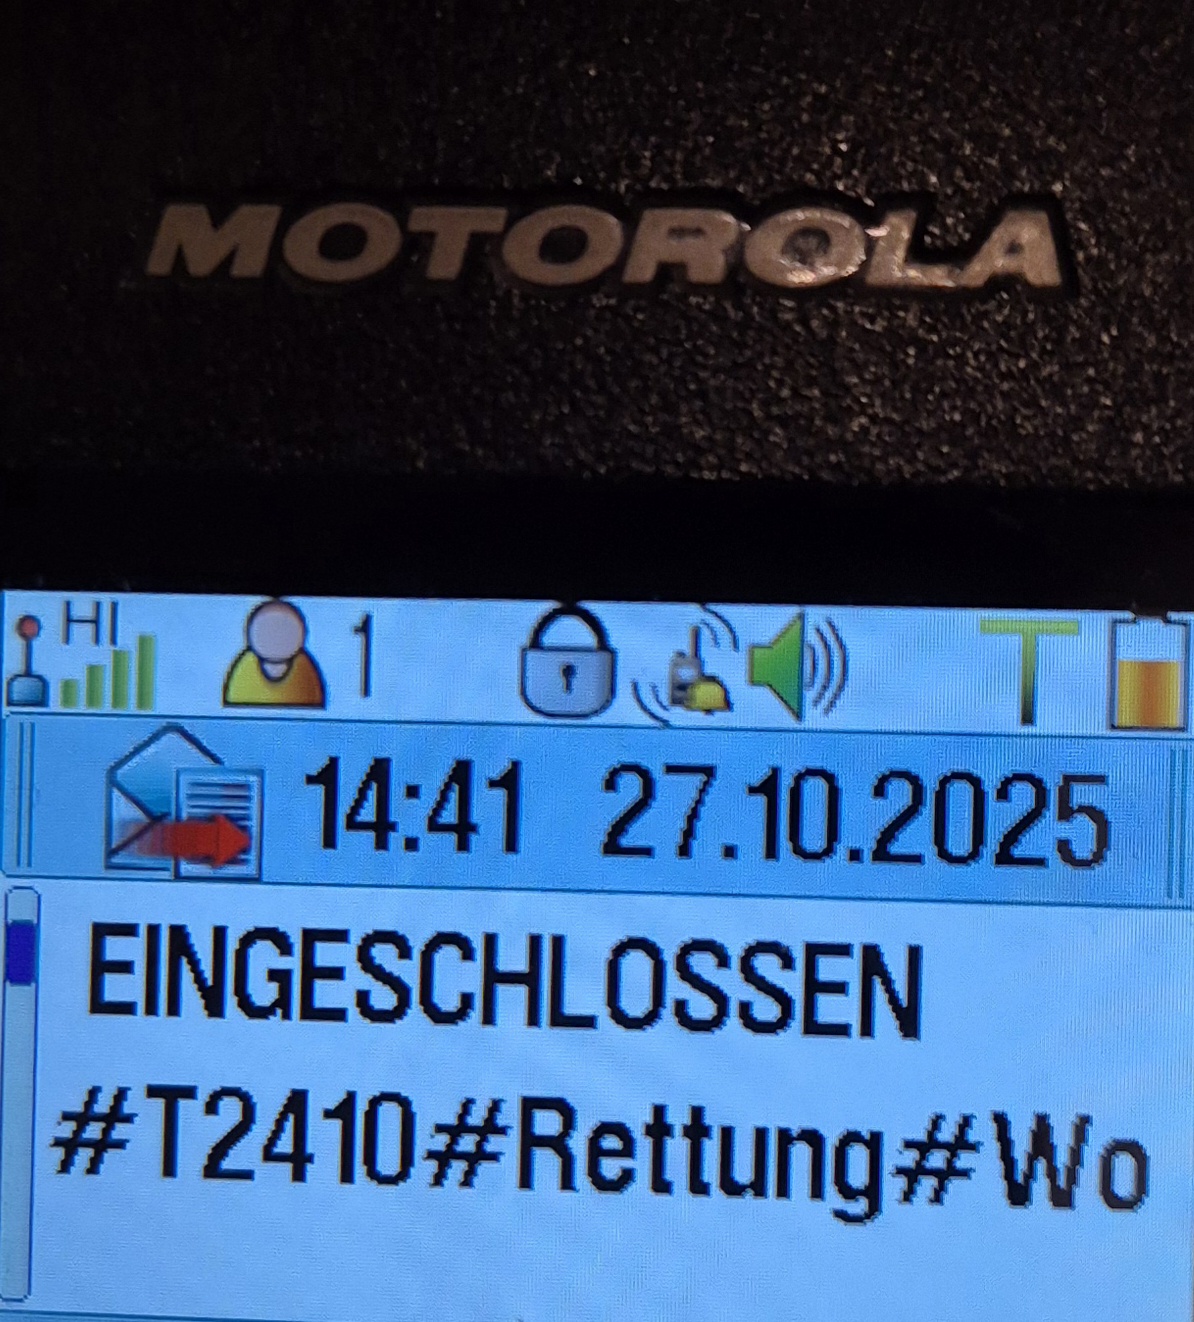 MOTOROLA
HI 1 T
14:41 27.10.2025
EINGESCHLOSSEN
#T2410#Rettung#Wo